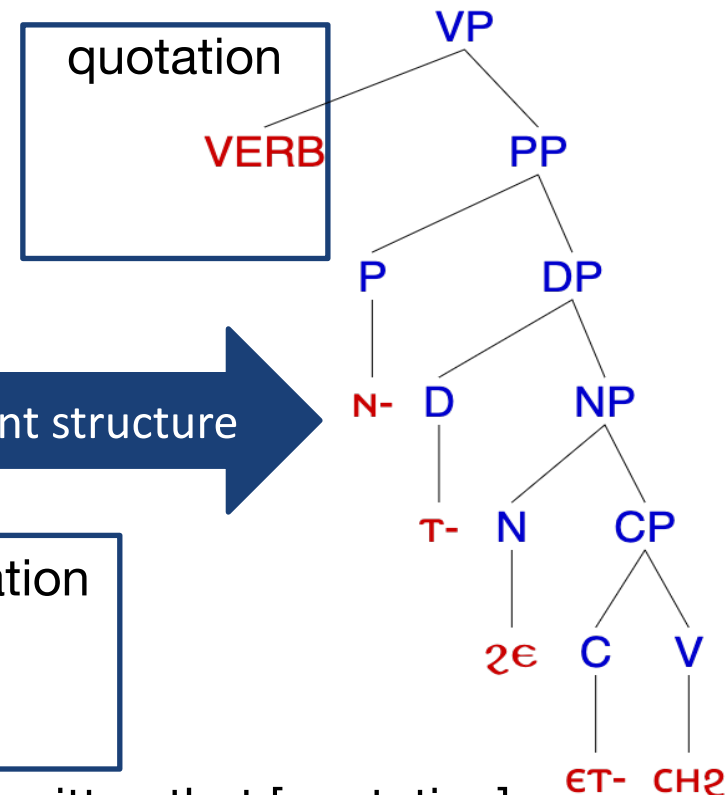 VP
quotation
VERB
PP
P
DP
nt structure
ⲛ-
D
NP
ⲧ-
N
CP
ation
ϩⲉ
C
V
ⲉⲧ-
ⲥⲏϩ